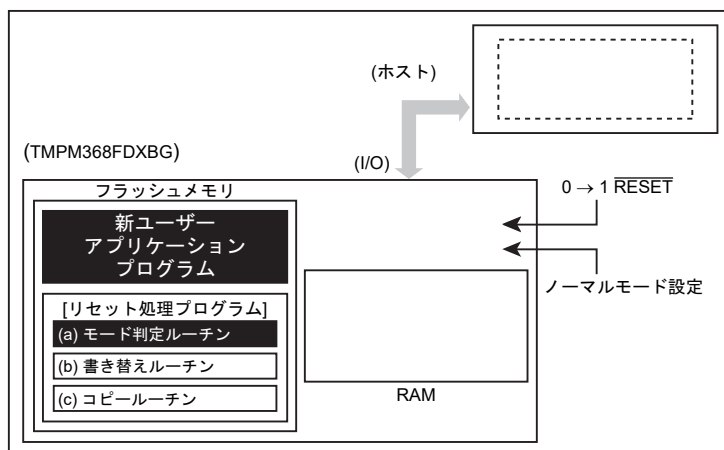 (ホスト)
(TMPM368FDXBG)
(I/O)
フラッシュメモリ
0 → 1 RESET
新ユーザー
アプリケーション
プログラム
ノーマルモード設定
[リセット処理プログラム]
(a) モード判定ルーチン
(b) 書き替えルーチン
(c) コピールーチン
RAM